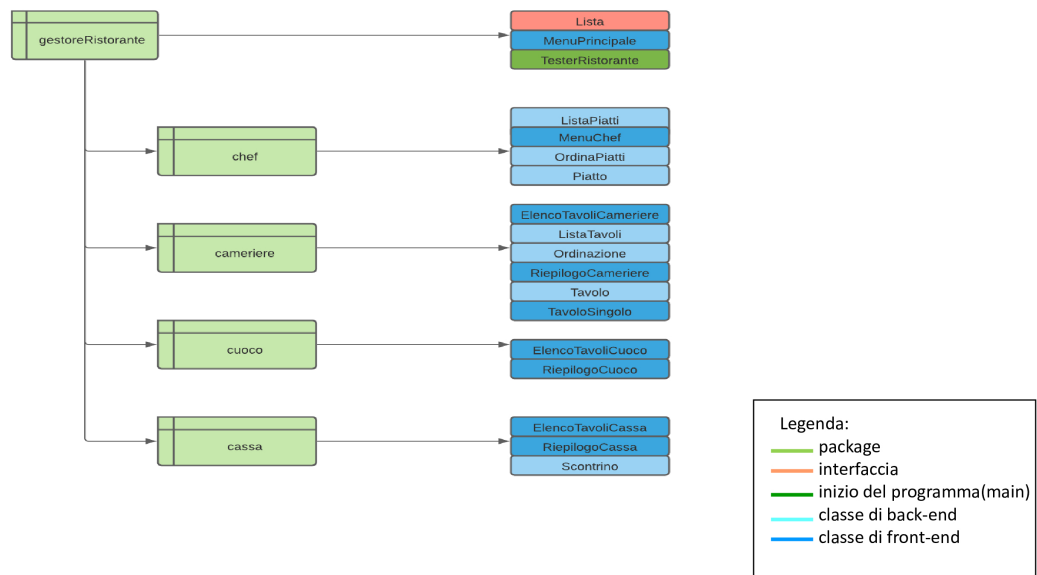 gestoreRistorante
Lista
MenuPrincipale
TesterRistorante
chef
ListaPiatti
MenuChef
OrdinaPiatti
Piatto
cameriere
ElencoTavoliCameriere
ListaTavoli
Ordinazione
RiepilogoCameriere
Tavolo
TavoloSingolo
cuoco
ElencoTavoliCuoco
RiepilogoCuoco
cassa
ElencoTavoliCassa
RiepilogoCassa
Scontrino
Legenda:
package
interfaccia
inizio del programma(main)
classe di back-end
classe di front-end